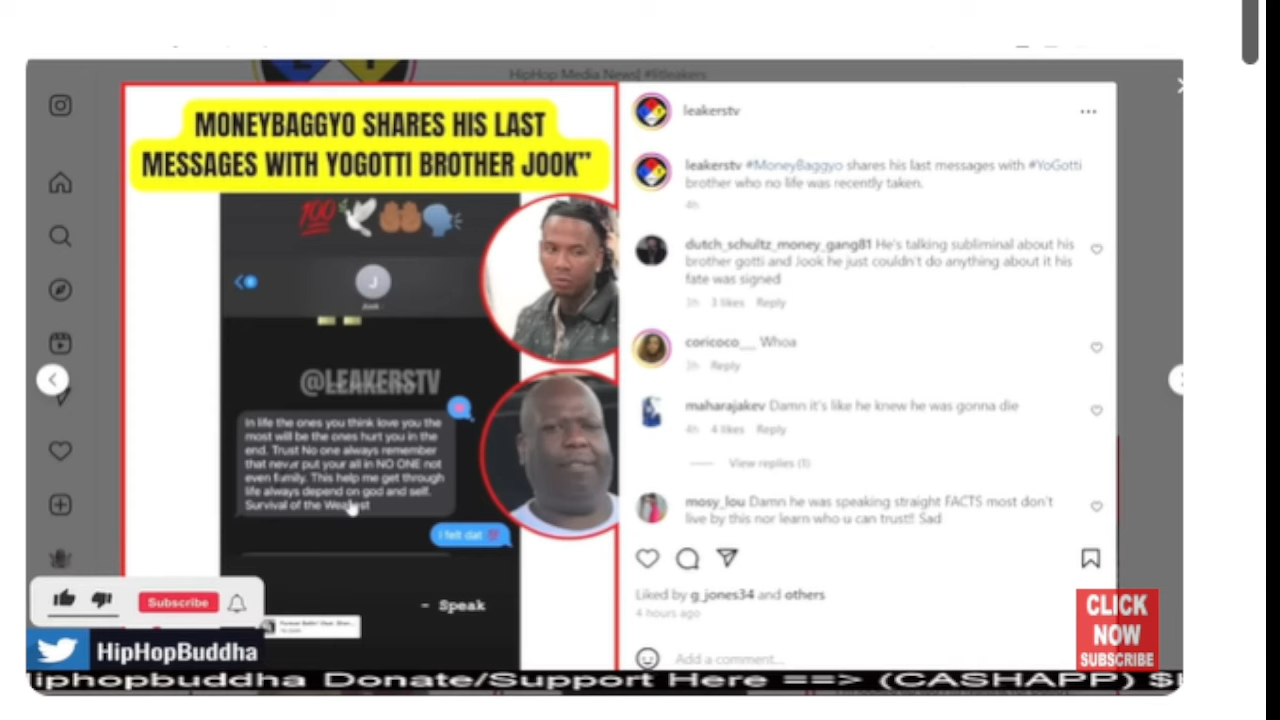 HipHop Media News| #litleakers
MONEYBAGGYO SHARES HIS LAST
MESSAGES WITH YOGOTTI BROTHER JOOK”
leakerstv
leakerstv #MoneyBaggyo shares his last messages with #YoGotti
brother who no life was recently taken.
4h
dutch_schultz_money_gang81 He's talking subliminal about his
brother gotti and Jook he just couldn't do anything about it his
fate was signed
3h 3 likes Reply
coricoco__ Whoa
3h Reply
maharajakev Damn it's like he knew he was gonna die
4h 4 likes Reply
View replies (1)
mosy_lou Damn he was speaking straight FACTS most don't
live by this nor learn who u can trust!! Sad
Liked by g_jones34 and others
4 hours ago
Add a comment...
J
Jook
@LEAKERSTV
In life the ones you think love you the
most will be the ones hurt you in the
end. Trust No one always remember
that never put your all in NO ONE not
even family. This help me get through
life always depend on god and self.
Survival of the Weakest
I felt dat
- Speak
Subscribe
HipHopBuddha
CLICK
NOW
SUBSCRIBE
iphopbuddha Donate/Support Here ==> (CASHAPP)